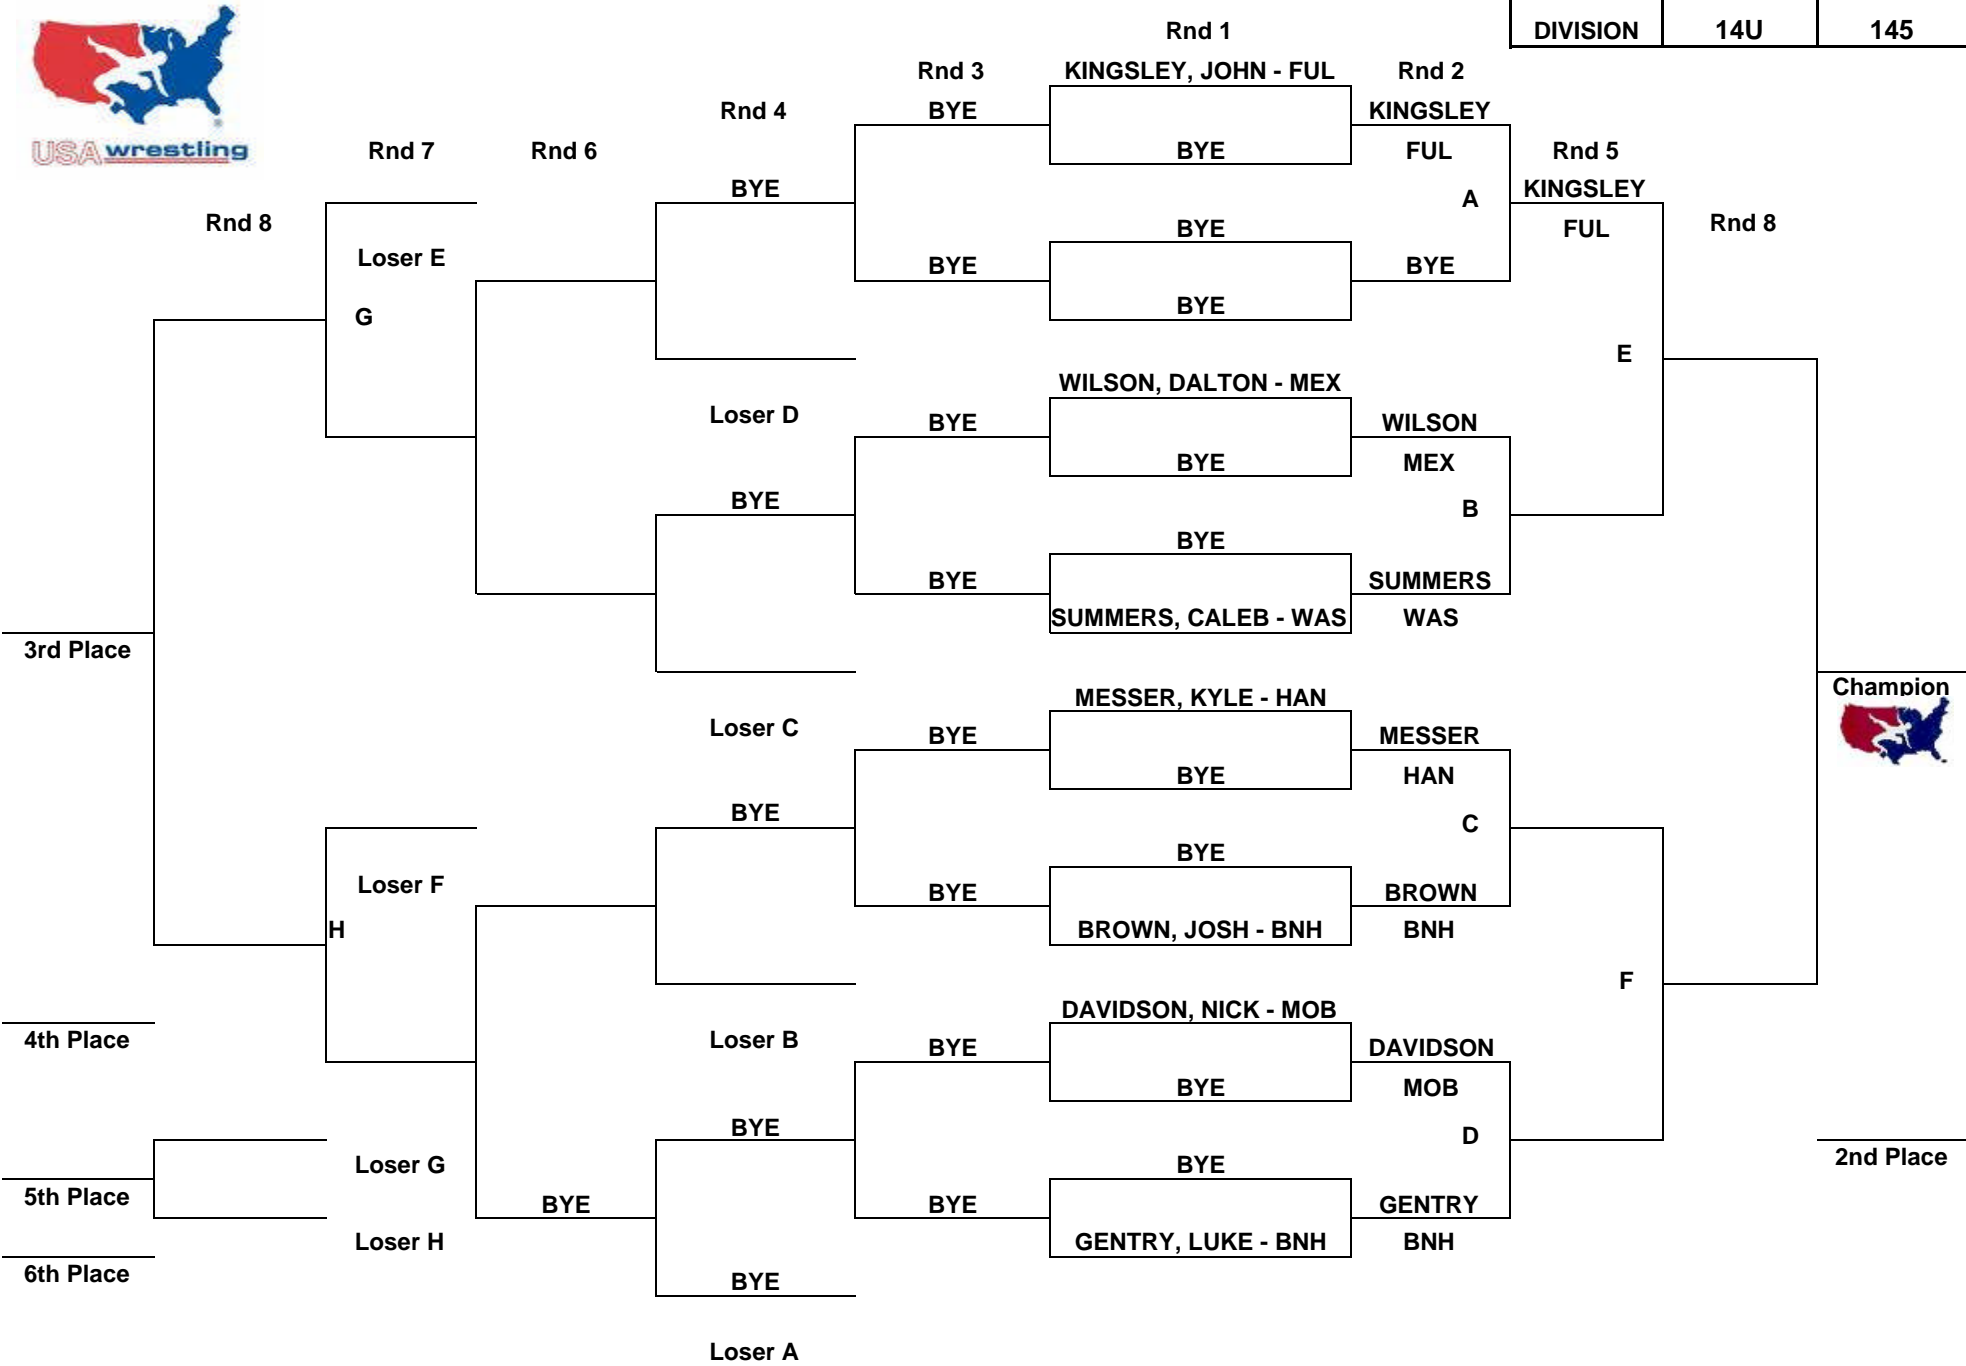 DIVISION 14U 145
Rnd 1
Rnd 3 KINGSLEY, JOHN - FUL Rnd 2
Rnd 4 BYE KINGSLEY
USA wrestling Rnd 7 Rnd 6 BYE FUL Rnd 5
BYE A KINGSLEY
Rnd 8 BYE FUL Rnd 8
Loser E BYE BYE
G BYE
E
WILSON, DALTON - MEX
Loser D BYE WILSON
BYE MEX
BYE B
BYE
BYE SUMMERS
SUMMERS, CALEB - WAS WAS
3rd Place
MESSER, KYLE - HAN Champion
Loser C BYE MESSER
BYE HAN
BYE C
BYE
Loser F BYE BROWN
H BROWN, JOSH - BNH BNH
F
DAVIDSON, NICK - MOB
4th Place Loser B BYE DAVIDSON
BYE MOB
BYE D
Loser G BYE 2nd Place
5th Place BYE BYE GENTRY
Loser H GENTRY, LUKE - BNH BNH
6th Place BYE
Loser A